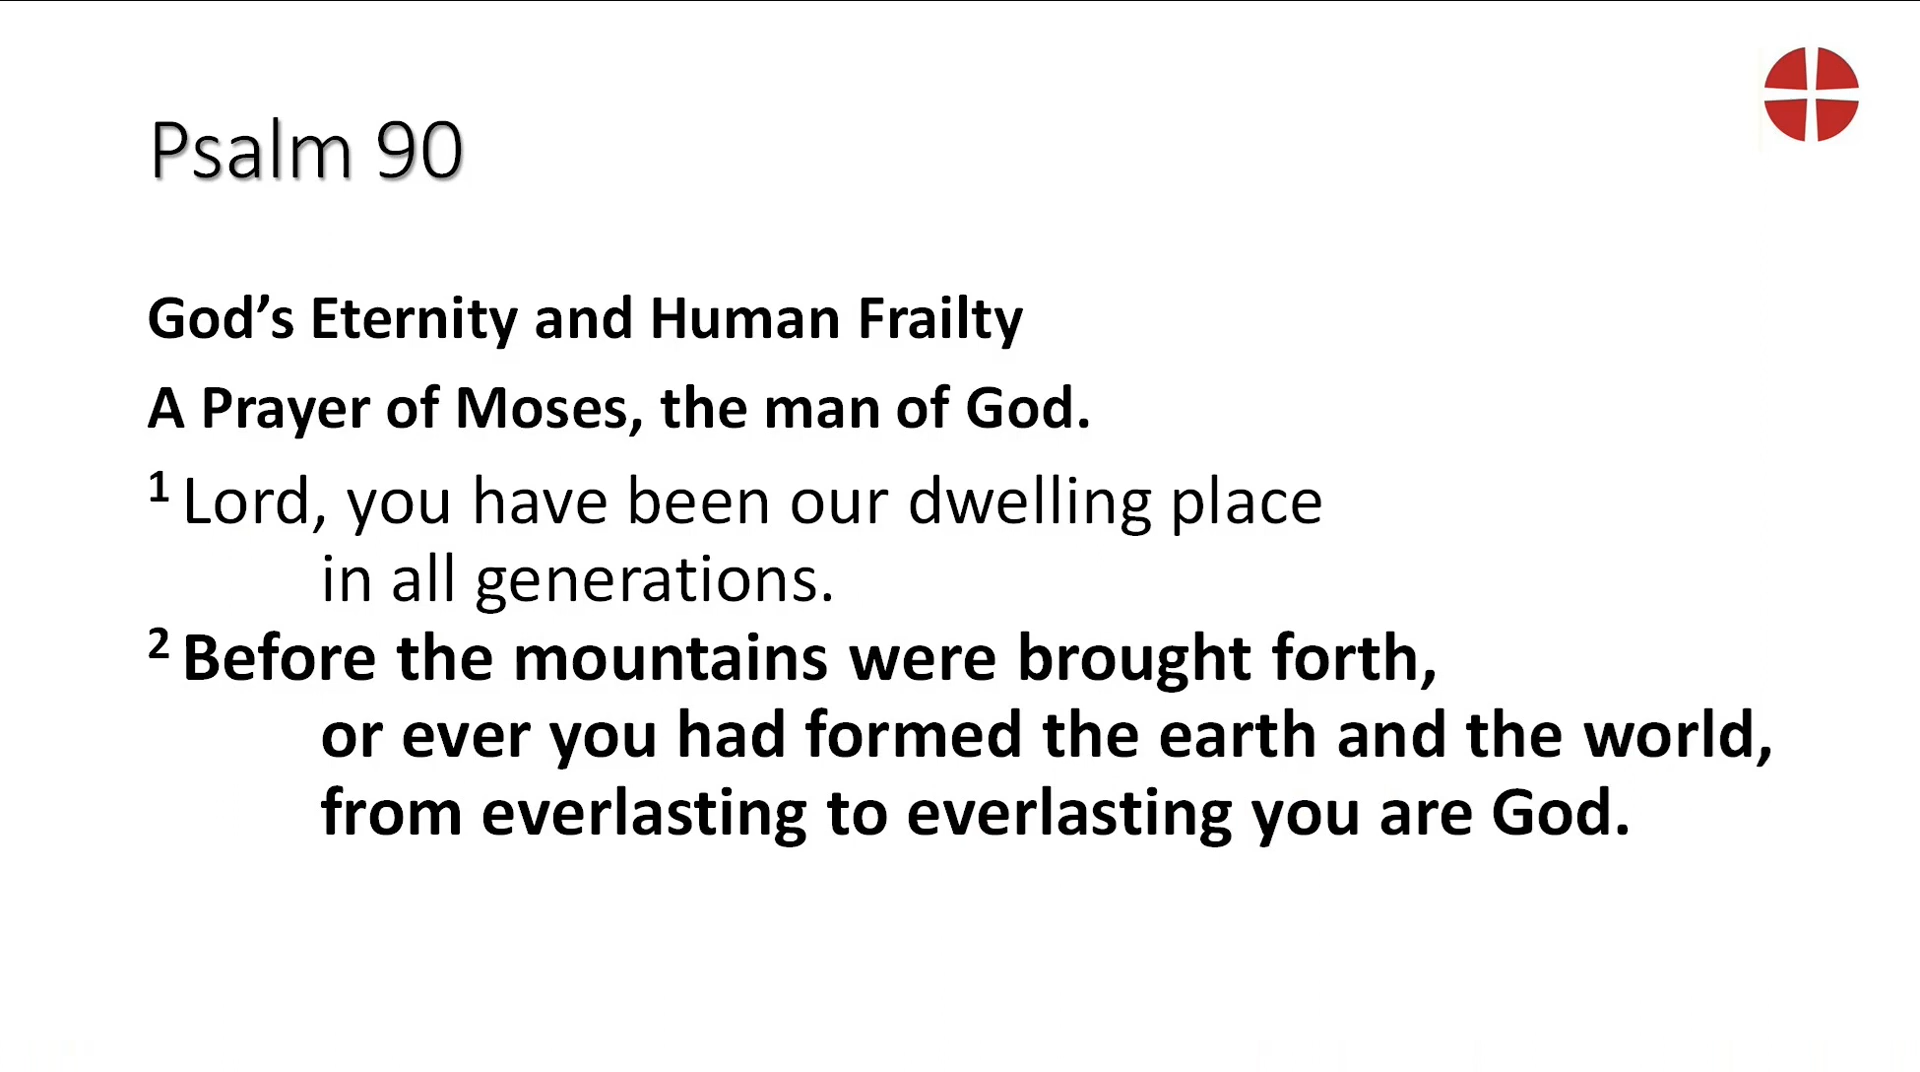 Psalm 90
God’s Eternity and Human Frailty
A Prayer of Moses, the man of God.
1 Lord, you have been our dwelling place
in all generations.
2 Before the mountains were brought forth,
or ever you had formed the earth and the world,
from everlasting to everlasting you are God.